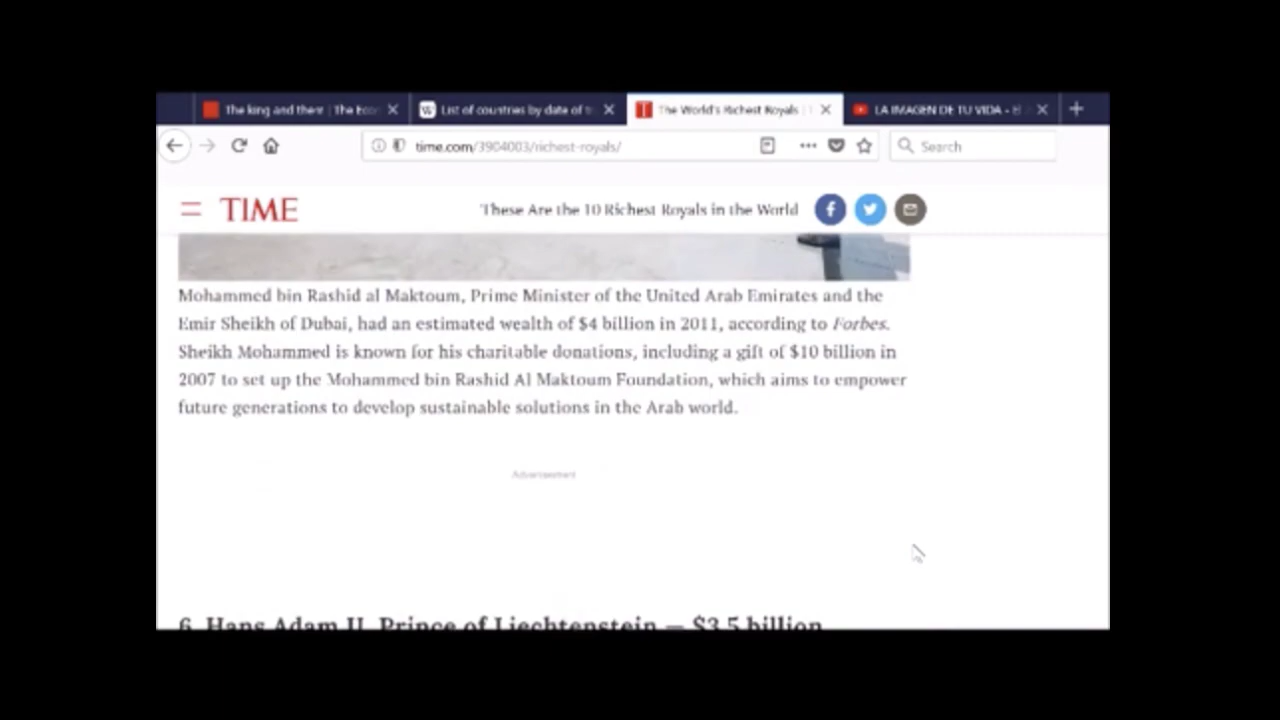 The king and them | The Eco
List of countries by date of t
The World's Richest Royals |
LA IMAGEN DE TU VIDA - El
time.com/3904003/richest-royals/
Search
TIME
These Are the 10 Richest Royals in the World
Mohammed bin Rashid al Maktoum, Prime Minister of the United Arab Emirates and the
Emir Sheikh of Dubai, had an estimated wealth of $4 billion in 2011, according to Forbes.
Sheikh Mohammed is known for his charitable donations, including a gift of $10 billion in
2007 to set up the Mohammed bin Rashid Al Maktoum Foundation, which aims to empower
future generations to develop sustainable solutions in the Arab world.
Advertisement
6. Hans Adam II, Prince of Liechtenstein — $3.5 billion